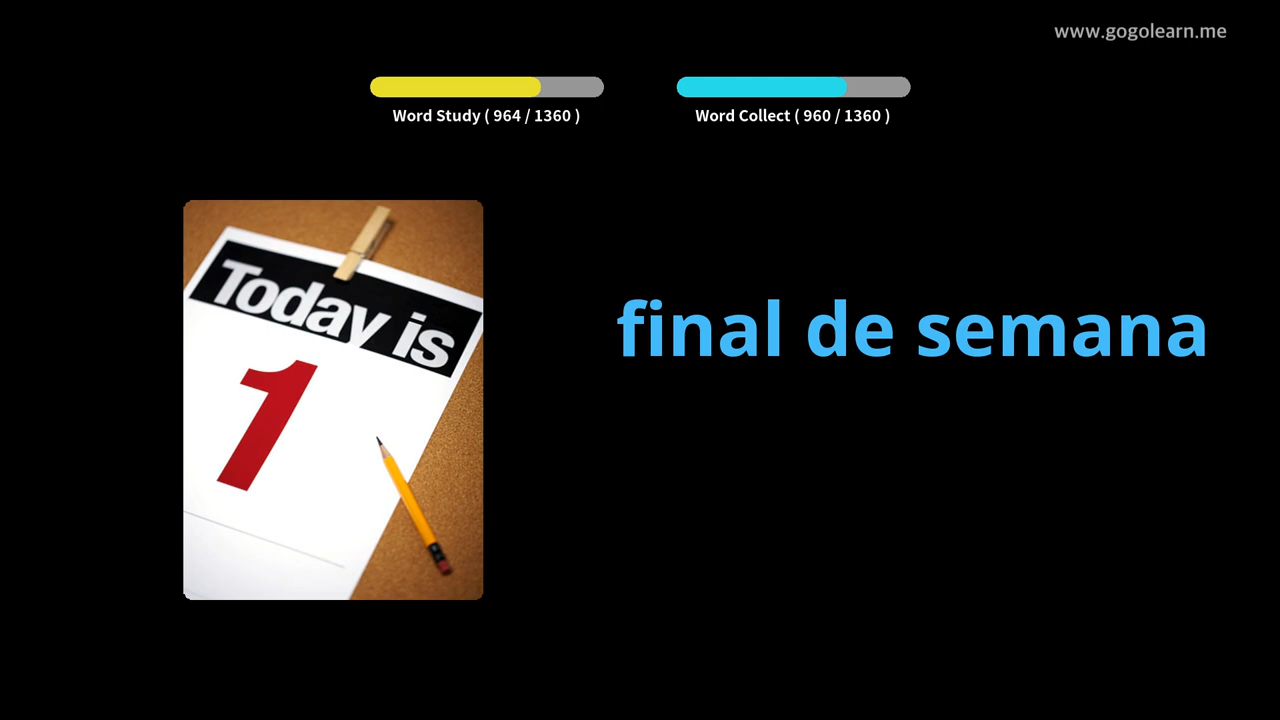 www.gogolearn.me
Word Study ( 964 / 1360 )
Word Collect ( 960 / 1360 )
Today is
1
final de semana